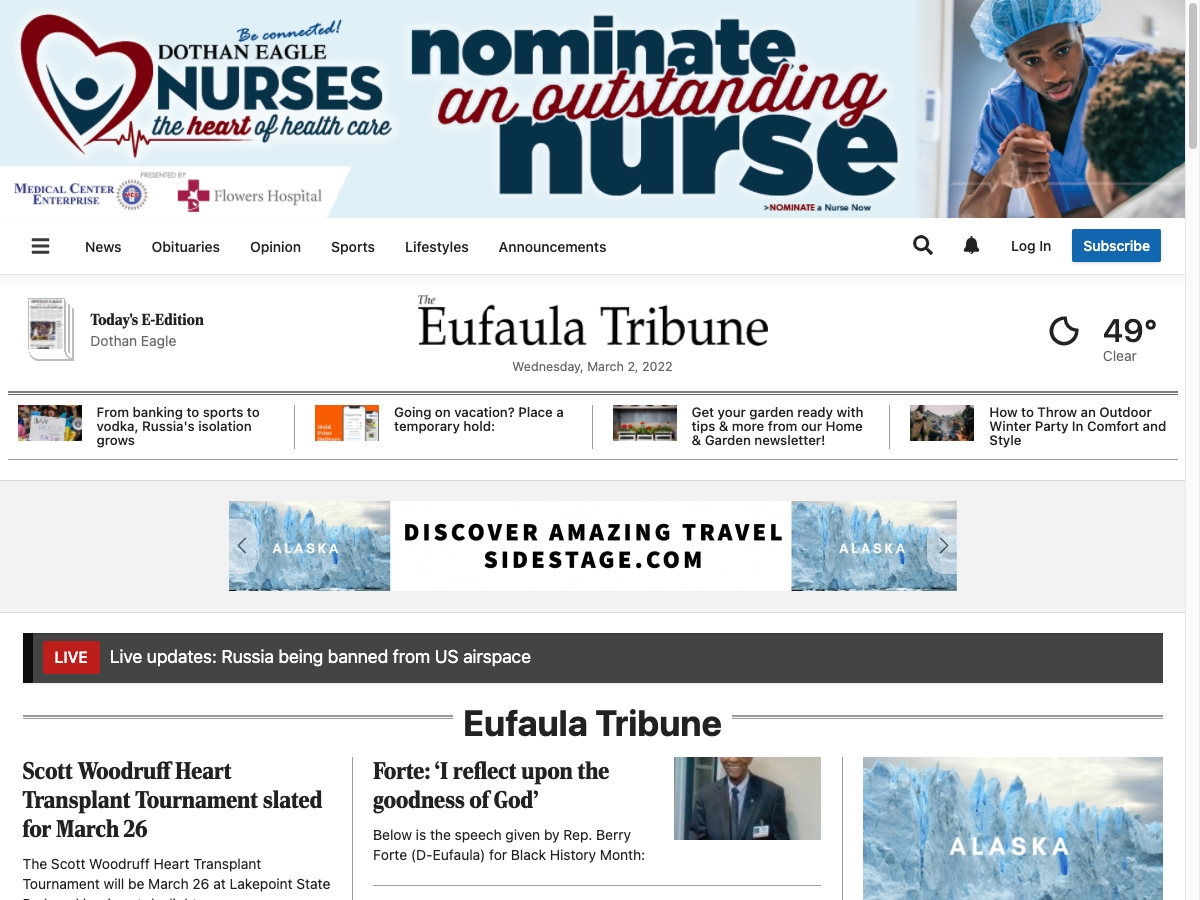 Be connected!
DOTHAN EAGLE
NURSES
the heart of health care
nominate
an outstanding
nurse
PRESENTED BY
MEDICAL CENTER
ENTERPRISE
MCE
Flowers Hospital
>NOMINATE a Nurse Now
News
Obituaries
Opinion
Sports
Lifestyles
Announcements
Log In
Subscribe
Today's E-Edition
Dothan Eagle
The
Eufaula Tribune
Wednesday, March 2, 2022
49°
Clear
From banking to sports to
vodka, Russia's isolation
grows
Going on vacation? Place a
temporary hold:
Get your garden ready with
tips & more from our Home
& Garden newsletter!
How to Throw an Outdoor
Winter Party In Comfort and
Style
ALASKA
DISCOVER AMAZING TRAVEL
SIDESTAGE.COM
ALASKA
LIVE
Live updates: Russia being banned from US airspace
Eufaula Tribune
Scott Woodruff Heart
Transplant Tournament slated
for March 26
The Scott Woodruff Heart Transplant
Tournament will be March 26 at Lakepoint State
Forte: ‘I reflect upon the
goodness of God’
Below is the speech given by Rep. Berry
Forte (D-Eufaula) for Black History Month:
ALASKA